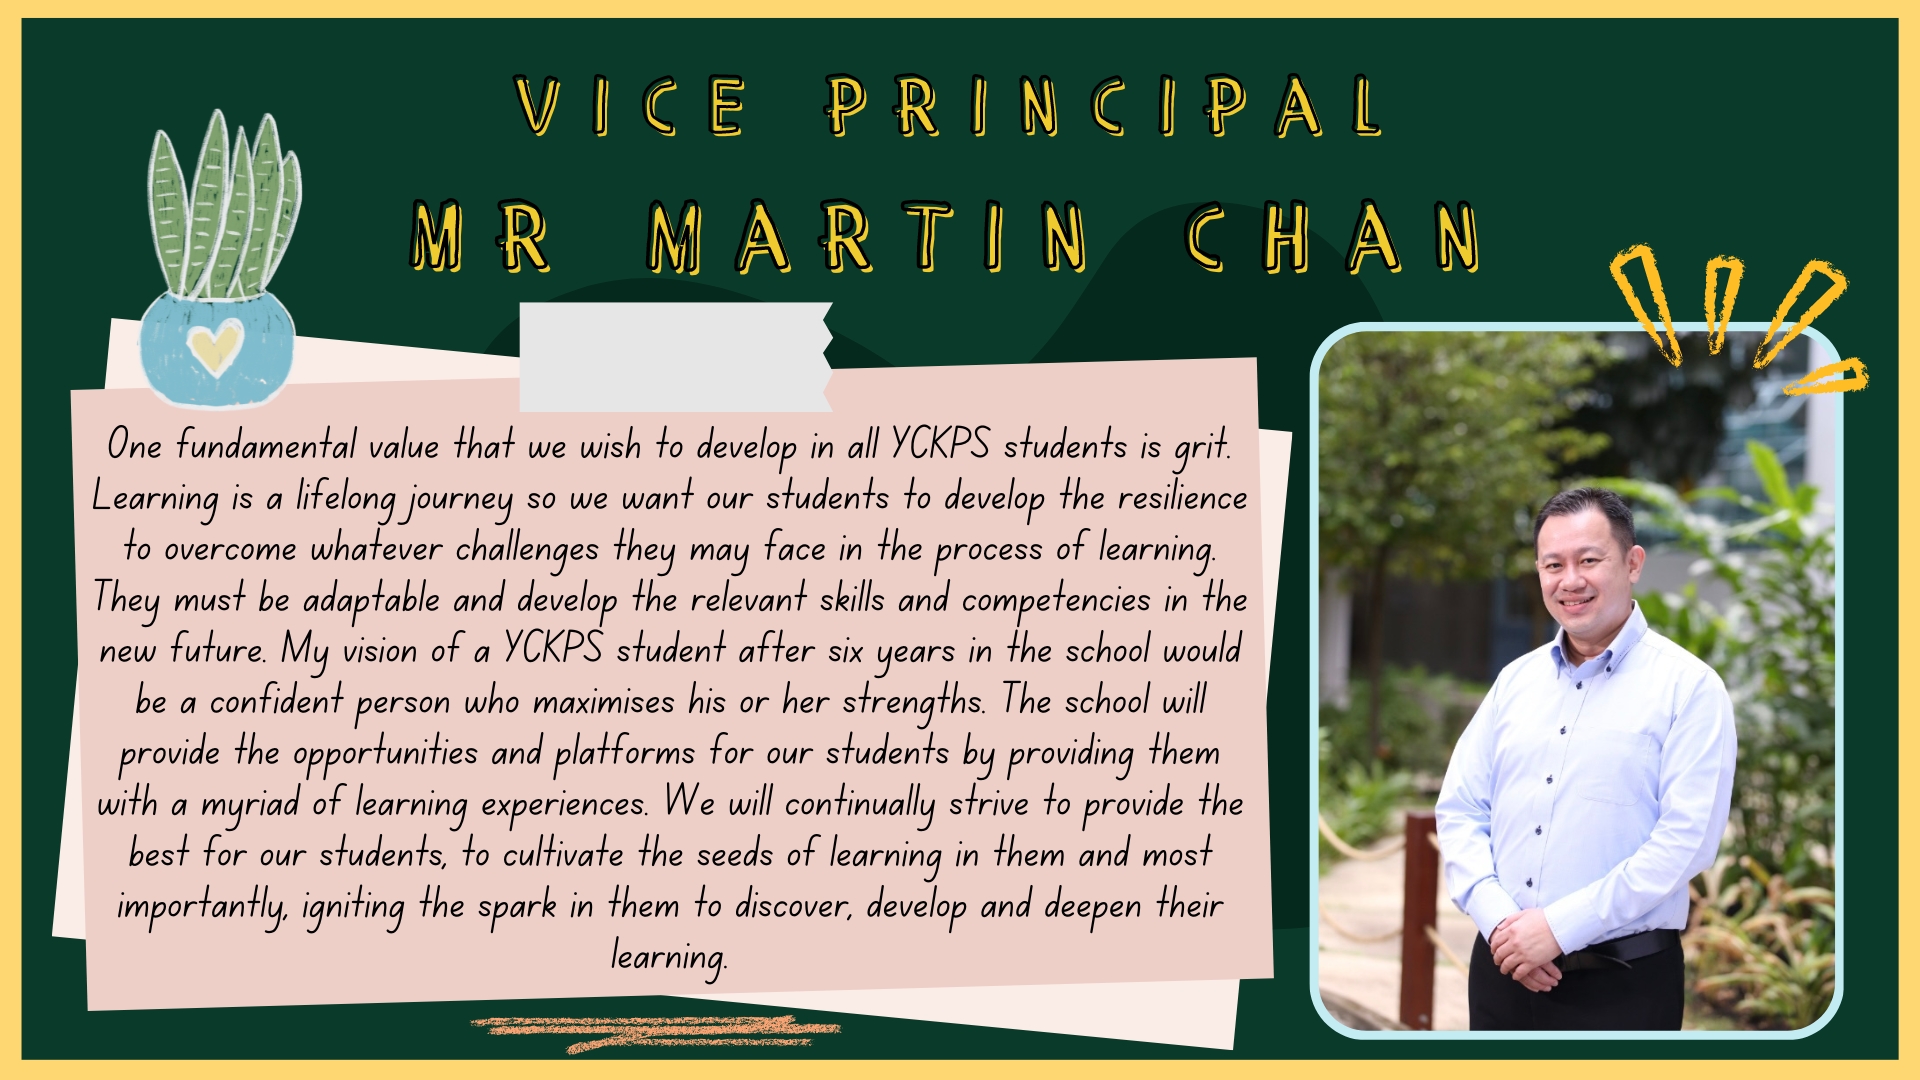 VICE PRINCIPAL
MR MARTIN CHAN
One fundamental value that we wish to develop in all YCKPS students is grit.
Learning is a lifelong journey so we want our students to develop the resilience
to overcome whatever challenges they may face in the process of learning.
They must be adaptable and develop the relevant skills and competencies in the
new future. My vision of a YCKPS student after six years in the school would
be a confident person who maximises his or her strengths. The school will
provide the opportunities and platforms for our students by providing them
with a myriad of learning experiences. We will continually strive to provide the
best for our students, to cultivate the seeds of learning in them and most
importantly, igniting the spark in them to discover, develop and deepen their
learning.